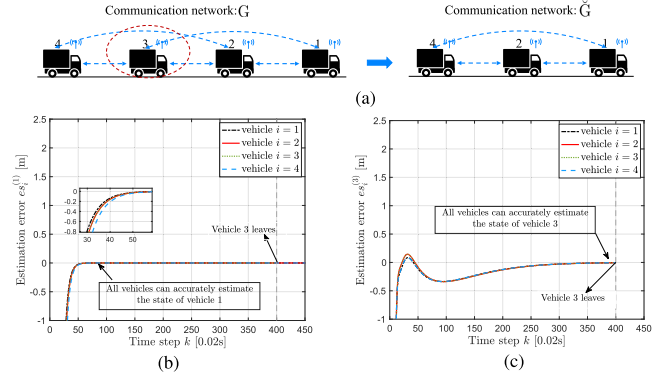 Communication network:G
Communication network:Ğ
4 3 2 1
4 2 1
(a)
2.5
2
1.5
1
0.5
0
-0.5
-1
Estimation error es_i^(1) [m]
vehicle i = 1
vehicle i = 2
vehicle i = 3
vehicle i = 4
0
-0.2
-0.4
-0.6
-0.8
30 40 50
Vehicle 3 leaves
All vehicles can accurately estimate
the state of vehicle 1
0 50 100 150 200 250 300 350 400 450
Time step k [0.02s]
(b)
2.5
2
1.5
1
0.5
0
-0.5
-1
Estimation error es_i^(3) [m]
vehicle i = 1
vehicle i = 2
vehicle i = 3
vehicle i = 4
All vehicles can accurately estimate
the state of vehicle 3
Vehicle 3 leaves
0 50 100 150 200 250 300 350 400 450
Time step k [0.02s]
(c)